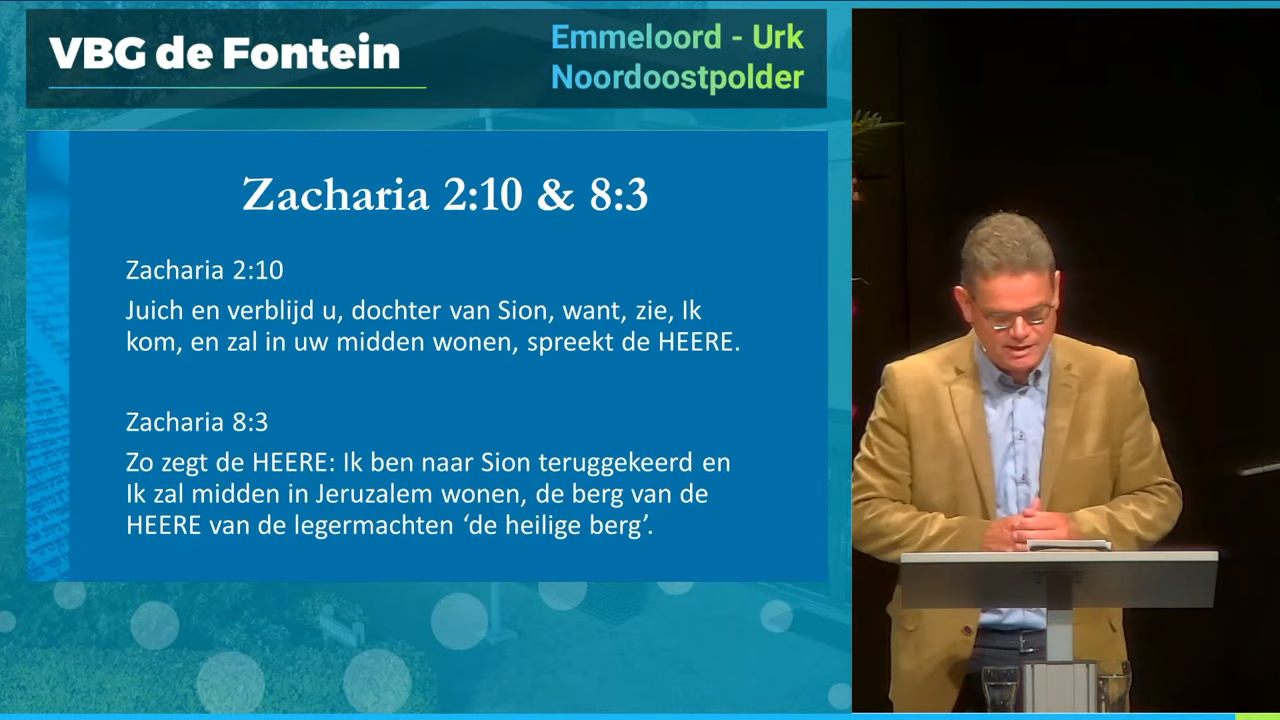 VBG de Fontein
Emmeloord - Urk
Noordoostpolder
Zacharia 2:10 & 8:3
Zacharia 2:10
Juich en verblijd u, dochter van Sion, want, zie, Ik
kom, en zal in uw midden wonen, spreekt de HEERE.
Zacharia 8:3
Zo zegt de HEERE: Ik ben naar Sion teruggekeerd en
Ik zal midden in Jeruzalem wonen, de berg van de
HEERE van de legermachten ‘de heilige berg’.